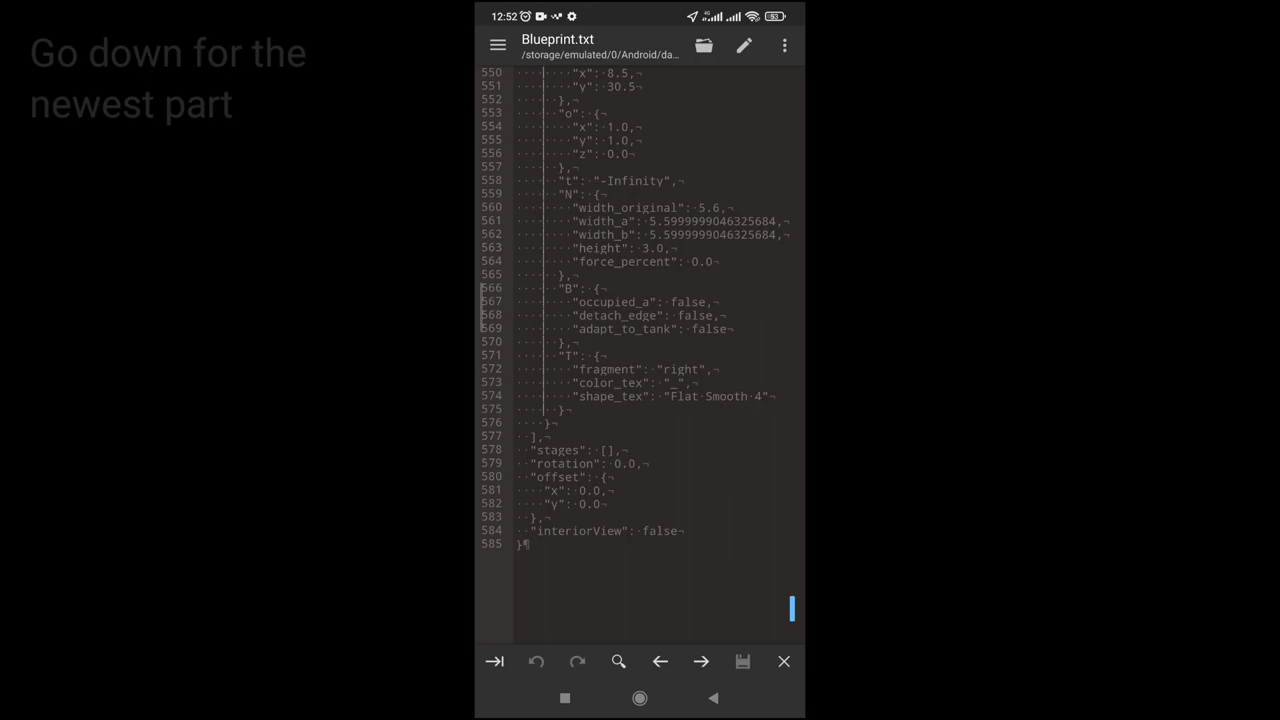 Go down for the
newest part
12:52
4G
53
Blueprint.txt
/storage/emulated/0/Android/da...
550 ········"x":·8.5,¬
551 ········"y":·30.5¬
552 ······},¬
553 ······"o":·{¬
554 ········"x":·1.0,¬
555 ········"y":·1.0,¬
556 ········"z":·0.0¬
557 ······},¬
558 ······"t":·"-Infinity",¬
559 ······"N":·{¬
560 ········"width_original":·5.6,¬
561 ········"width_a":·5.5999999046325684,¬
562 ········"width_b":·5.5999999046325684,¬
563 ········"height":·3.0,¬
564 ········"force_percent":·0.0¬
565 ······},¬
566 ······"B":·{¬
567 ········"occupied_a":·false,¬
568 ········"detach_edge":·false,¬
569 ········"adapt_to_tank":·false¬
570 ······},¬
571 ······"T":·{¬
572 ········"fragment":·"right",¬
573 ········"color_tex":·"_",¬
574 ········"shape_tex":·"Flat·Smooth·4"¬
575 ······}¬
576 ····}¬
577 ··],¬
578 ··"stages":·[],¬
579 ··"rotation":·0.0,¬
580 ··"offset":·{¬
581 ····"x":·0.0,¬
582 ····"y":·0.0¬
583 ··},¬
584 ··"interiorView":·false¬
585 }¶